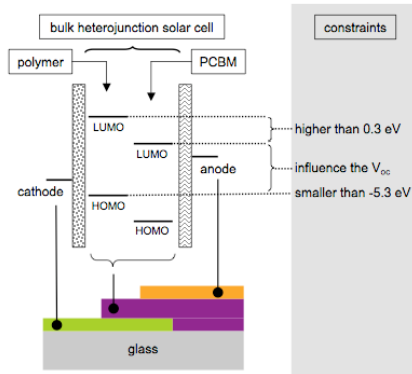 bulk heterojunction solar cell
constraints
polymer
PCBM
LUMO
higher than 0.3 eV
LUMO
cathode
anode
influence the Voc
HOMO
smaller than -5.3 eV
HOMO
glass